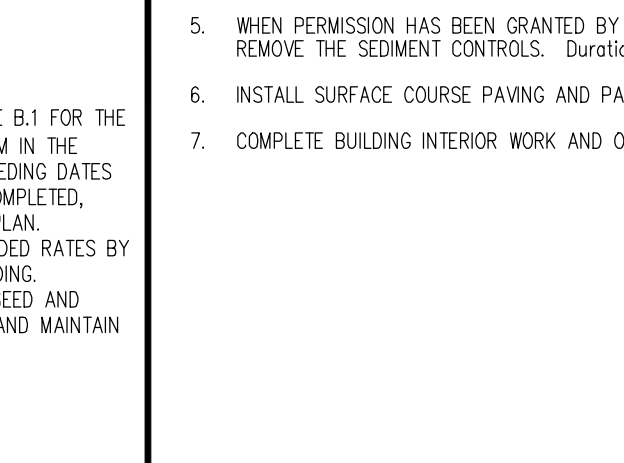 E B.1 FOR THE
M IN THE
EEDING DATES
OMPLETED,
PLAN.
DED RATES BY
DING.
SEED AND
AND MAINTAIN
5. WHEN PERMISSION HAS BEEN GRANTED BY
REMOVE THE SEDIMENT CONTROLS. Duratio
6. INSTALL SURFACE COURSE PAVING AND PA
7. COMPLETE BUILDING INTERIOR WORK AND O